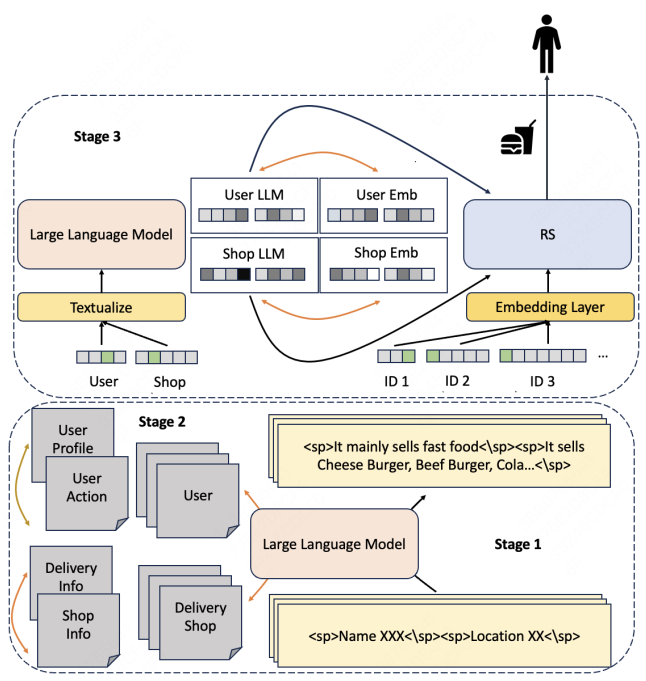 Stage 3
User LLM
User Emb
Large Language Model
RS
Shop LLM
Shop Emb
Textualize
Embedding Layer
User
Shop
ID 1
ID 2
ID 3
...
Stage 2
User
Profile
User
Action
User
<sp>It mainly sells fast food<\sp><sp>It sells
Cheese Burger, Beef Burger, Cola...<\sp>
Large Language Model
Stage 1
Delivery
Info
Shop
Info
Delivery
Shop
<sp>Name XXX<\sp><sp>Location XX<\sp>